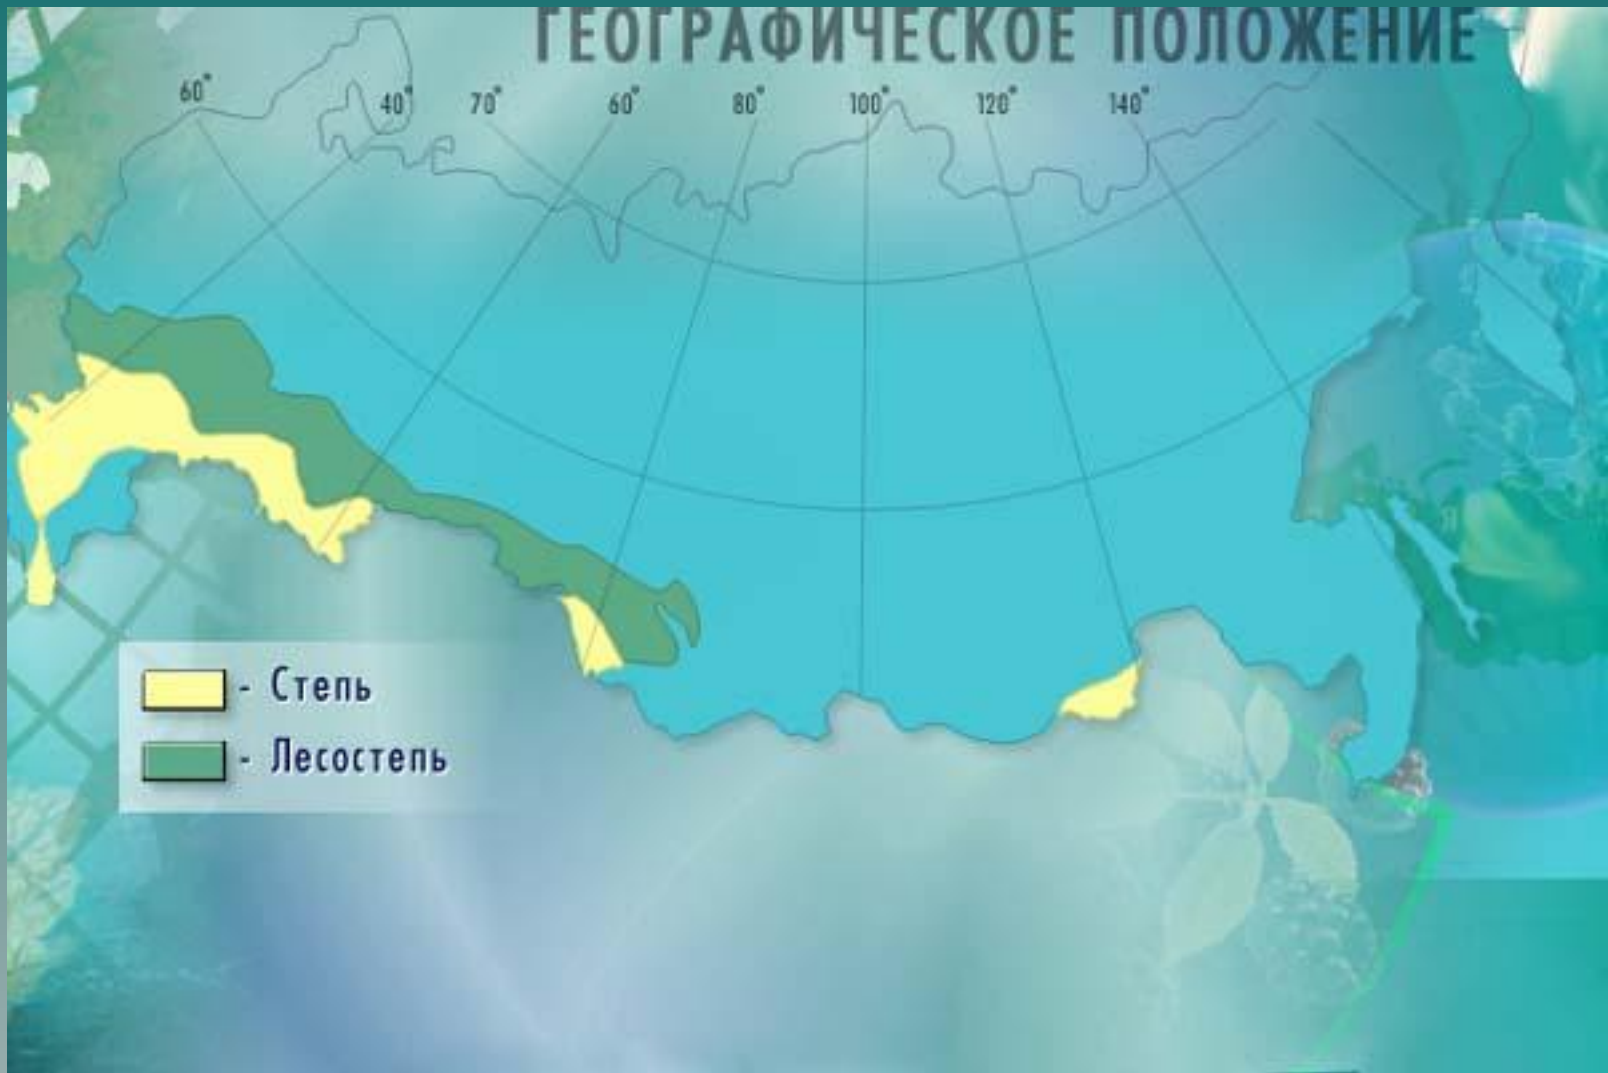 ГЕОГРАФИЧЕСКОЕ ПОЛОЖЕНИЕ
60° 40° 70° 60° 80° 100° 120° 140°
- Степь
- Лесостепь